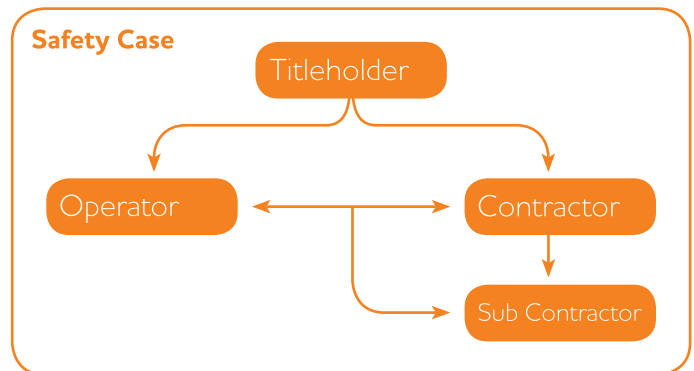 Safety Case
Titleholder
Operator
Contractor
Sub Contractor